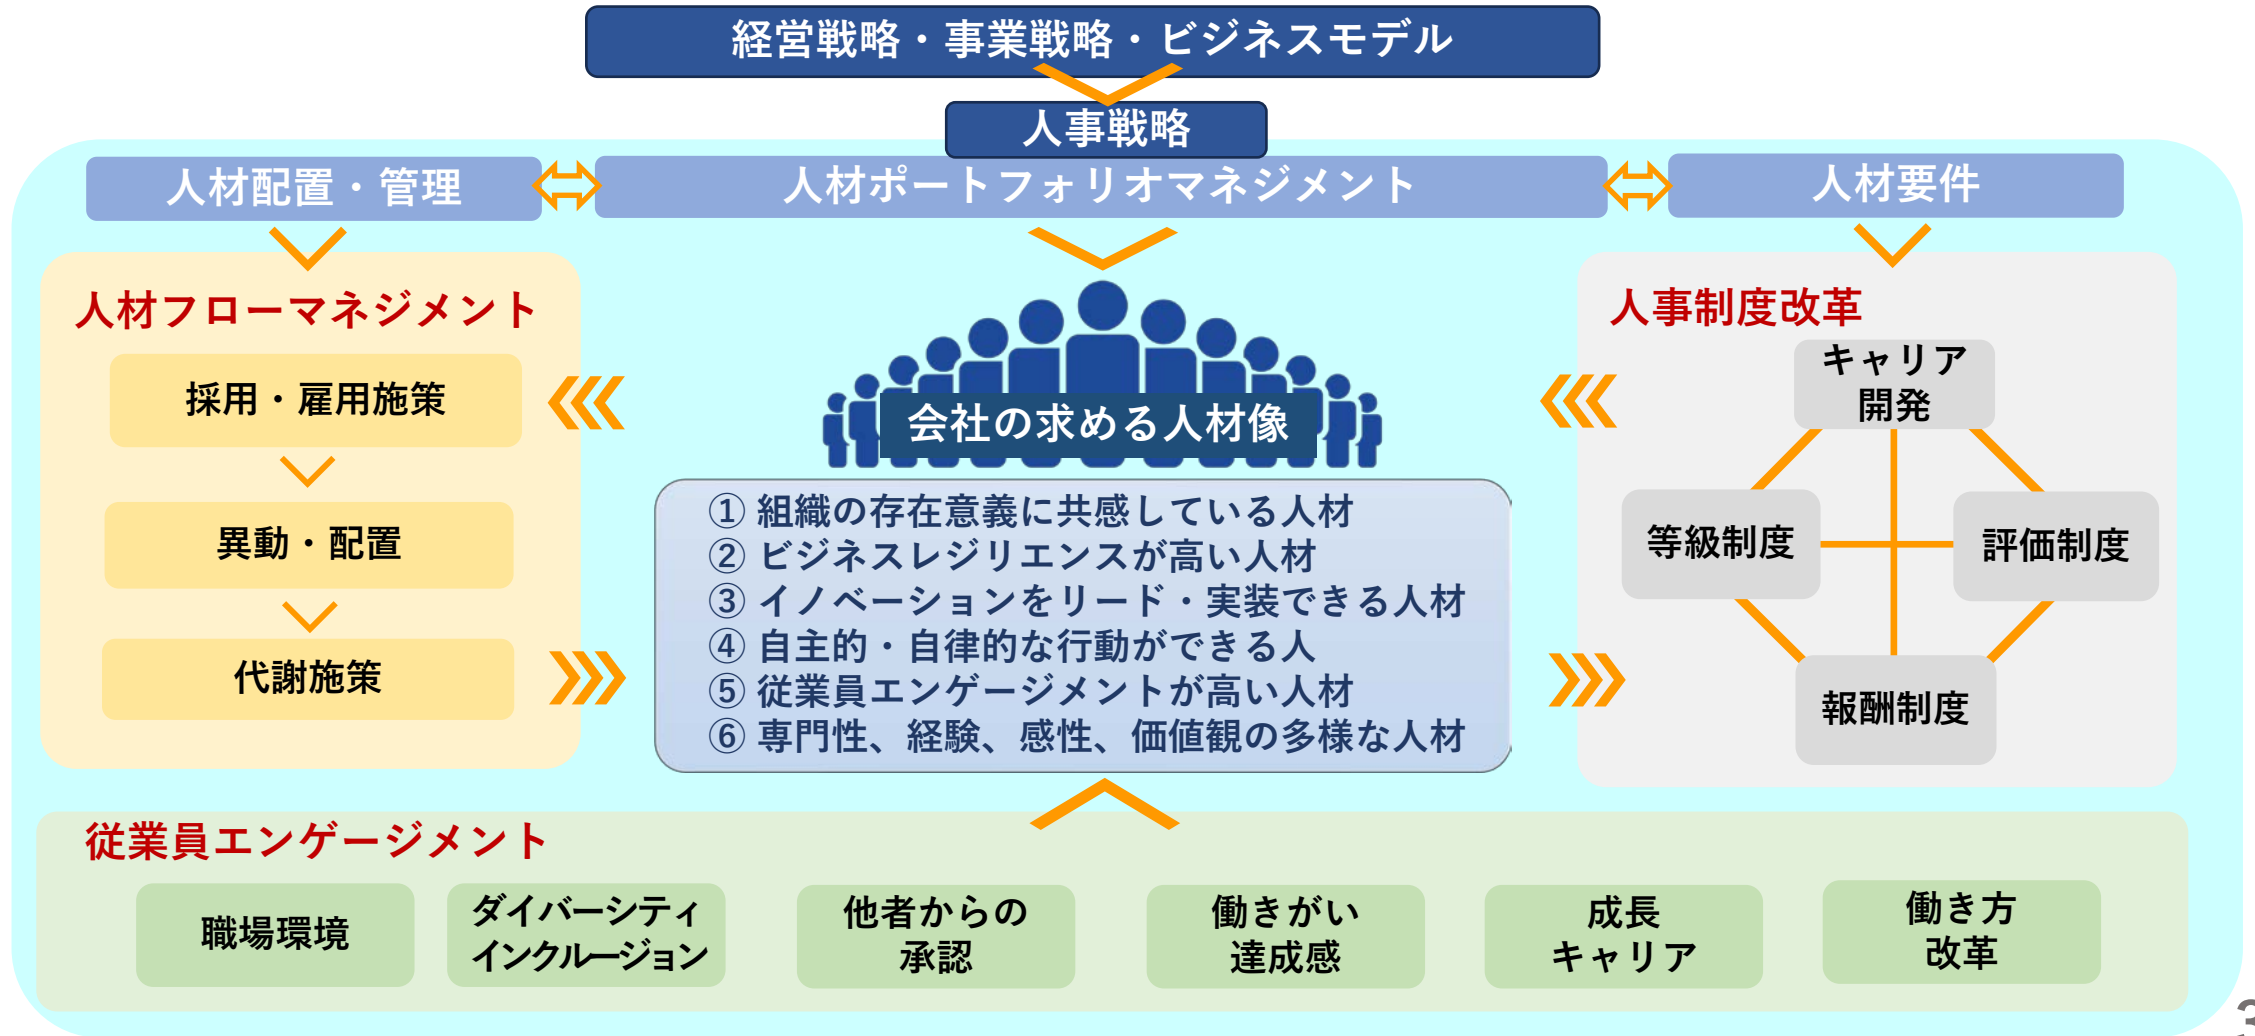 経営戦略・事業戦略・ビジネスモデル
人事戦略
人材配置・管理
人材ポートフォリオマネジメント
人材要件
人材フローマネジメント
採用・雇用施策
異動・配置
代謝施策
会社の求める人材像
① 組織の存在意義に共感している人材
② ビジネスレジリエンスが高い人材
③ イノベーションをリード・実装できる人材
④ 自主的・自律的な行動ができる人
⑤ 従業員エンゲージメントが高い人材
⑥ 専門性、経験、感性、価値観の多様な人材
人事制度改革
キャリア
開発
等級制度
評価制度
報酬制度
従業員エンゲージメント
職場環境
ダイバーシティ
インクルージョン
他者からの
承認
働きがい
達成感
成長
キャリア
働き方
改革